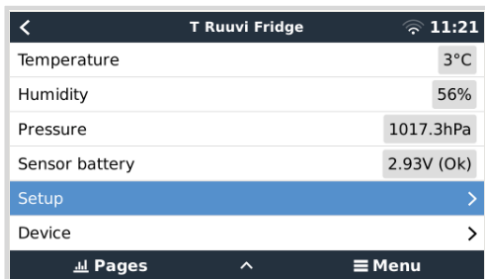 T Ruuvi Fridge 11:21
Temperature 3°C
Humidity 56%
Pressure 1017.3hPa
Sensor battery 2.93V (Ok)
Setup
Device
Pages Menu